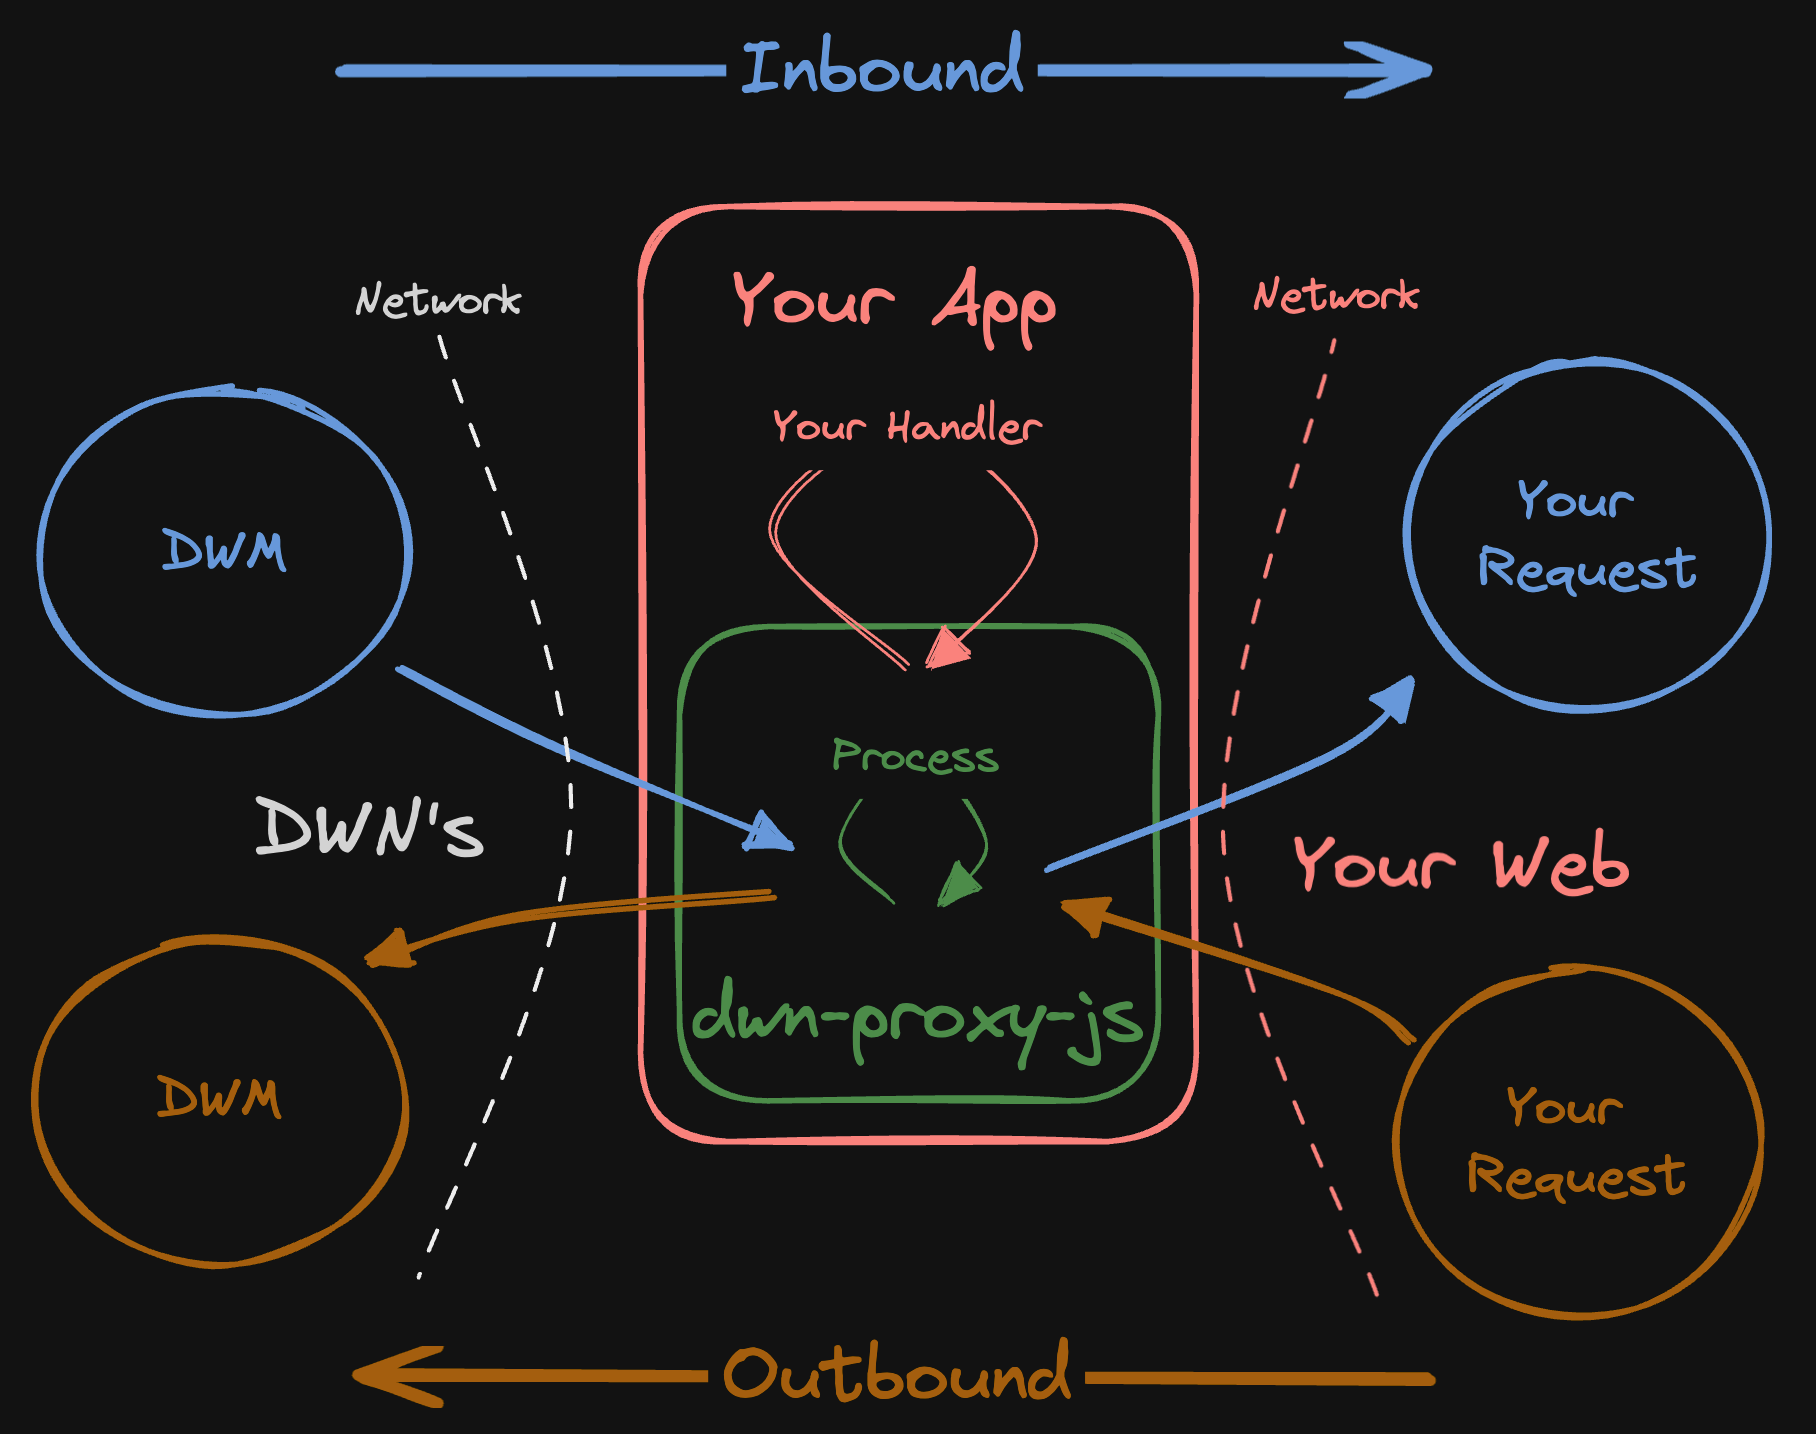 Inbound
Network
Your App
Network
Your Handler
DWM
Your
Request
Process
DWN's
Your Web
dwn-proxy-js
DWM
Your
Request
Outbound